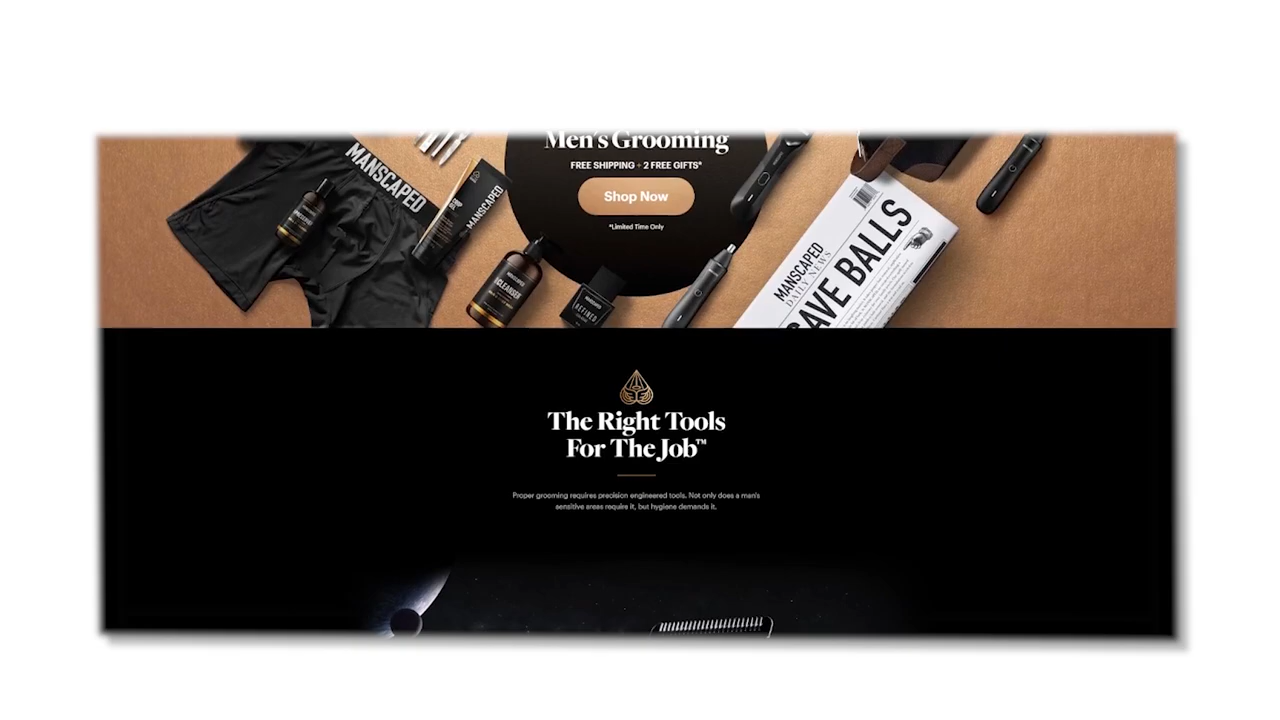 Men's Grooming
FREE SHIPPING + 2 FREE GIFTS*
Shop Now
*Limited Time Only
MANSCAPED
MANSCAPED
MANSCAPED
CLEANSER
MANSCAPED
REFINED
MANSCAPED
DAILY NEWS
SAVE BALLS
The Right Tools
For The Job™
Proper grooming requires precision engineered tools. Not only does a man's
sensitive areas require it, but hygiene demands it.